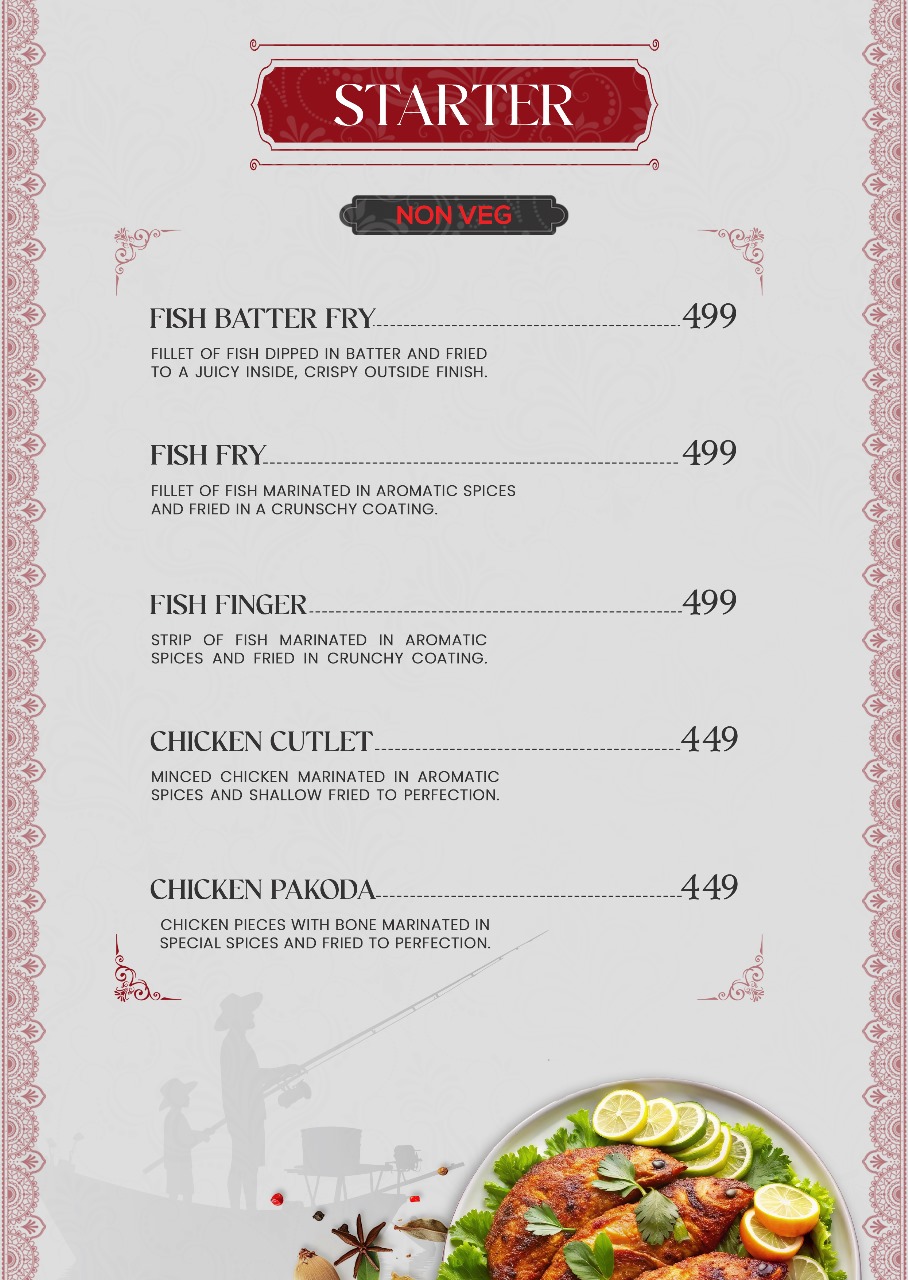 STARTER
NON VEG
FISH BATTER FRY 499
FILLET OF FISH DIPPED IN BATTER AND FRIED
TO A JUICY INSIDE, CRISPY OUTSIDE FINISH.
FISH FRY 499
FILLET OF FISH MARINATED IN AROMATIC SPICES
AND FRIED IN A CRUNSCHY COATING.
FISH FINGER 499
STRIP OF FISH MARINATED IN AROMATIC
SPICES AND FRIED IN CRUNCHY COATING.
CHICKEN CUTLET 449
MINCED CHICKEN MARINATED IN AROMATIC
SPICES AND SHALLOW FRIED TO PERFECTION.
CHICKEN PAKODA 449
CHICKEN PIECES WITH BONE MARINATED IN
SPECIAL SPICES AND FRIED TO PERFECTION.